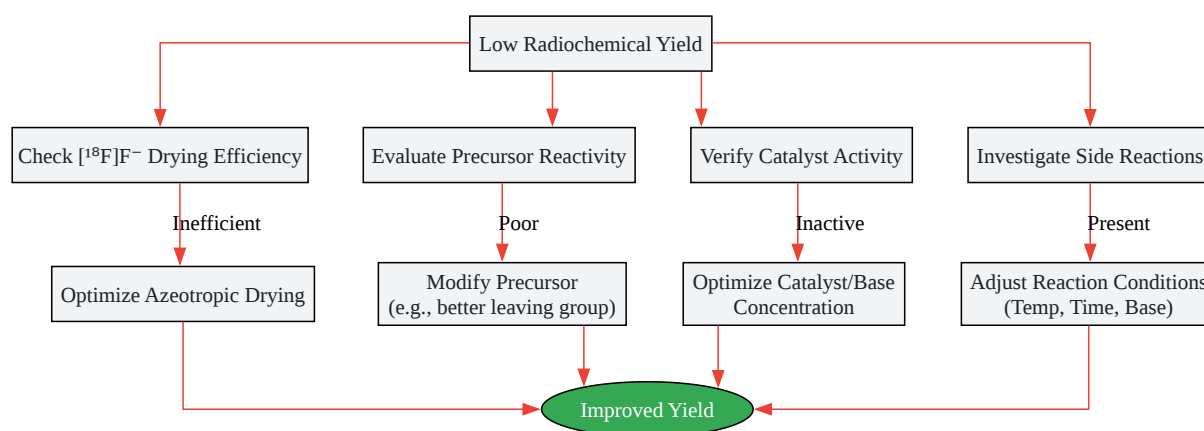 Low Radiochemical Yield
Check [¹⁸F]F⁻ Drying Efficiency
Evaluate Precursor Reactivity
Verify Catalyst Activity
Investigate Side Reactions
Inefficient
Poor
Inactive
Present
Optimize Azeotropic Drying
Modify Precursor
(e.g., better leaving group)
Optimize Catalyst/Base
Concentration
Adjust Reaction Conditions
(Temp, Time, Base)
Improved Yield